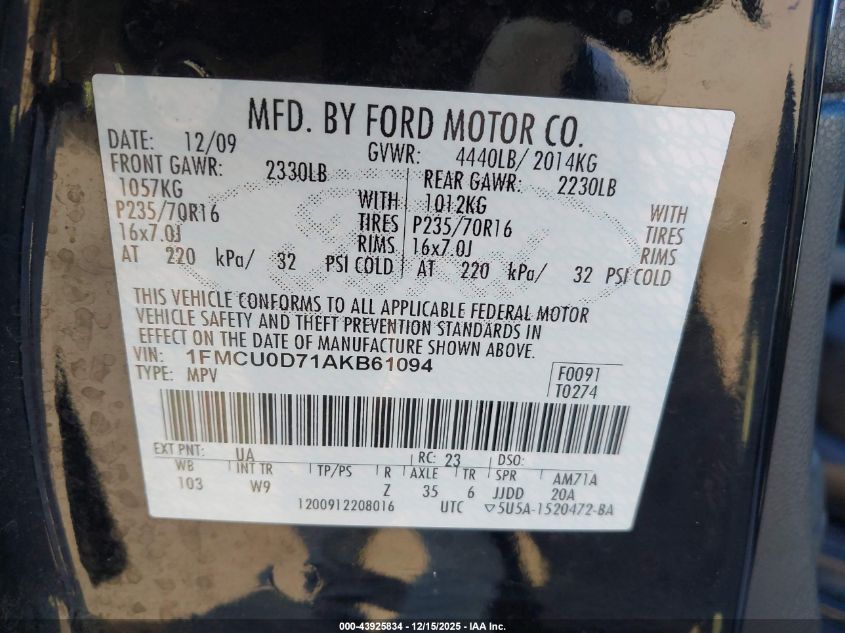 MFD. BY FORD MOTOR CO.
DATE: 12/09 GVWR: 4440LB/ 2014KG
FRONT GAWR: 2330LB REAR GAWR: 2230LB
1057KG WITH 1012KG WITH
P235/70R16 TIRES P235/70R16 TIRES
16x7.0J RIMS 16x7.0J RIMS
AT 220 kPa/ 32 PSI COLD AT 220 kPa/ 32 PSI COLD
THIS VEHICLE CONFORMS TO ALL APPLICABLE FEDERAL MOTOR
VEHICLE SAFETY AND THEFT PREVENTION STANDARDS IN
EFFECT ON THE DATE OF MANUFACTURE SHOWN ABOVE.
VIN: 1FMCU0D71AKB61094
TYPE: MPV F0091
T0274
EXT PNT: UA RC: 23 DSO:
WB INT TR TP/PS R AXLE TR SPR AM71A
103 W9 Z 35 6 JJDD 20A
1200912208016 UTC ▽5U5A-1520472-BA
000-43925834 - 12/15/2025 - IAA Inc.